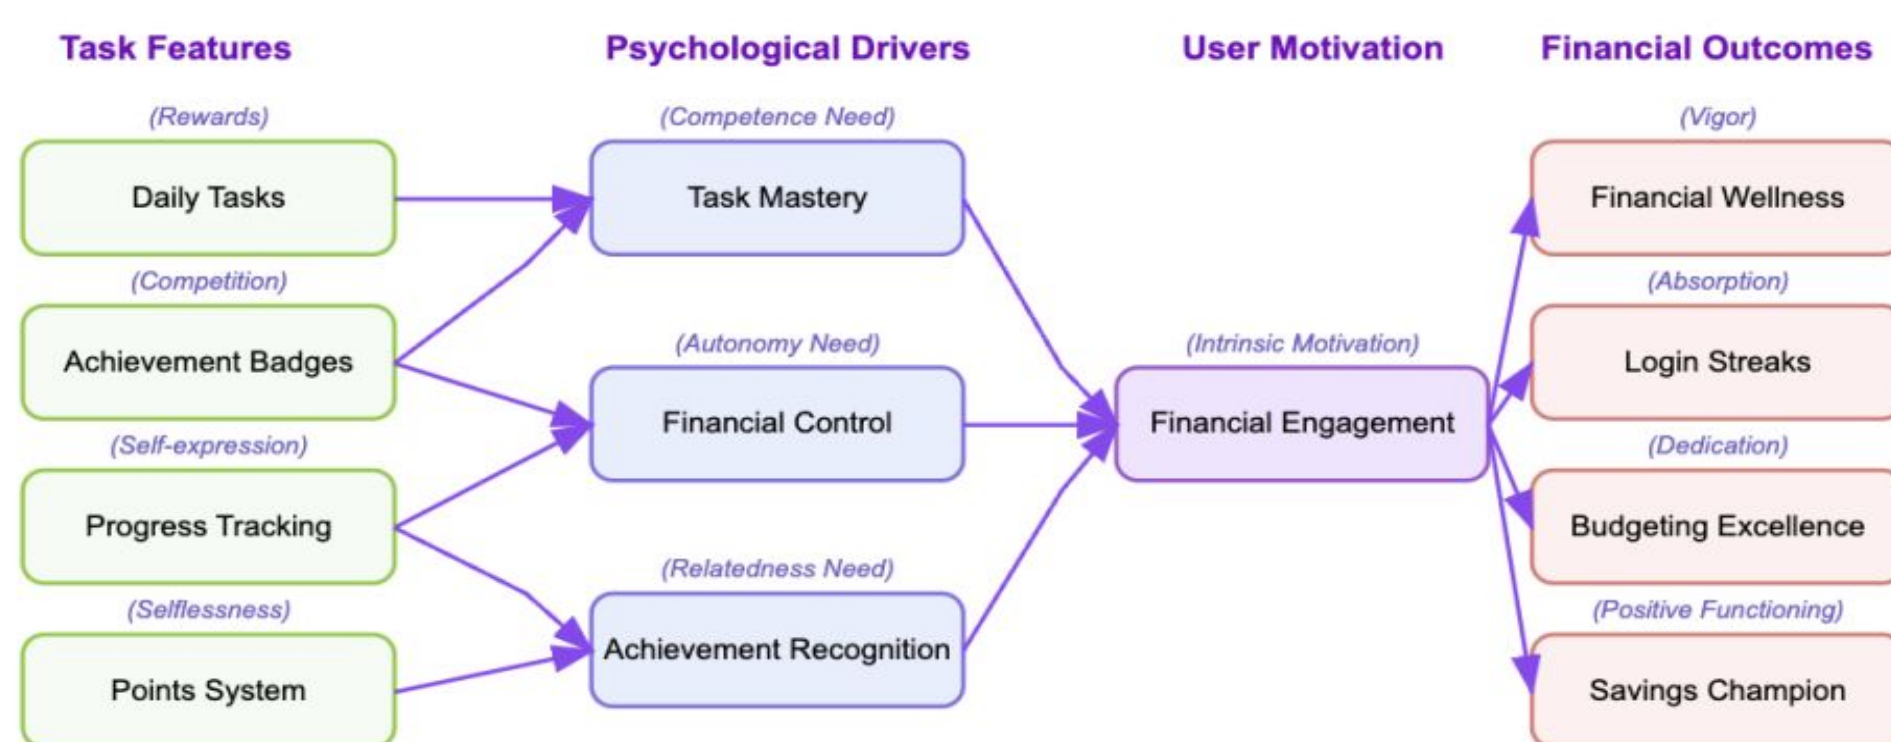 Task Features
Psychological Drivers
User Motivation
Financial Outcomes
(Rewards)
Daily Tasks
(Competition)
Achievement Badges
(Self-expression)
Progress Tracking
(Selflessness)
Points System
(Competence Need)
Task Mastery
(Autonomy Need)
Financial Control
(Relatedness Need)
Achievement Recognition
(Intrinsic Motivation)
Financial Engagement
(Vigor)
Financial Wellness
(Absorption)
Login Streaks
(Dedication)
Budgeting Excellence
(Positive Functioning)
Savings Champion